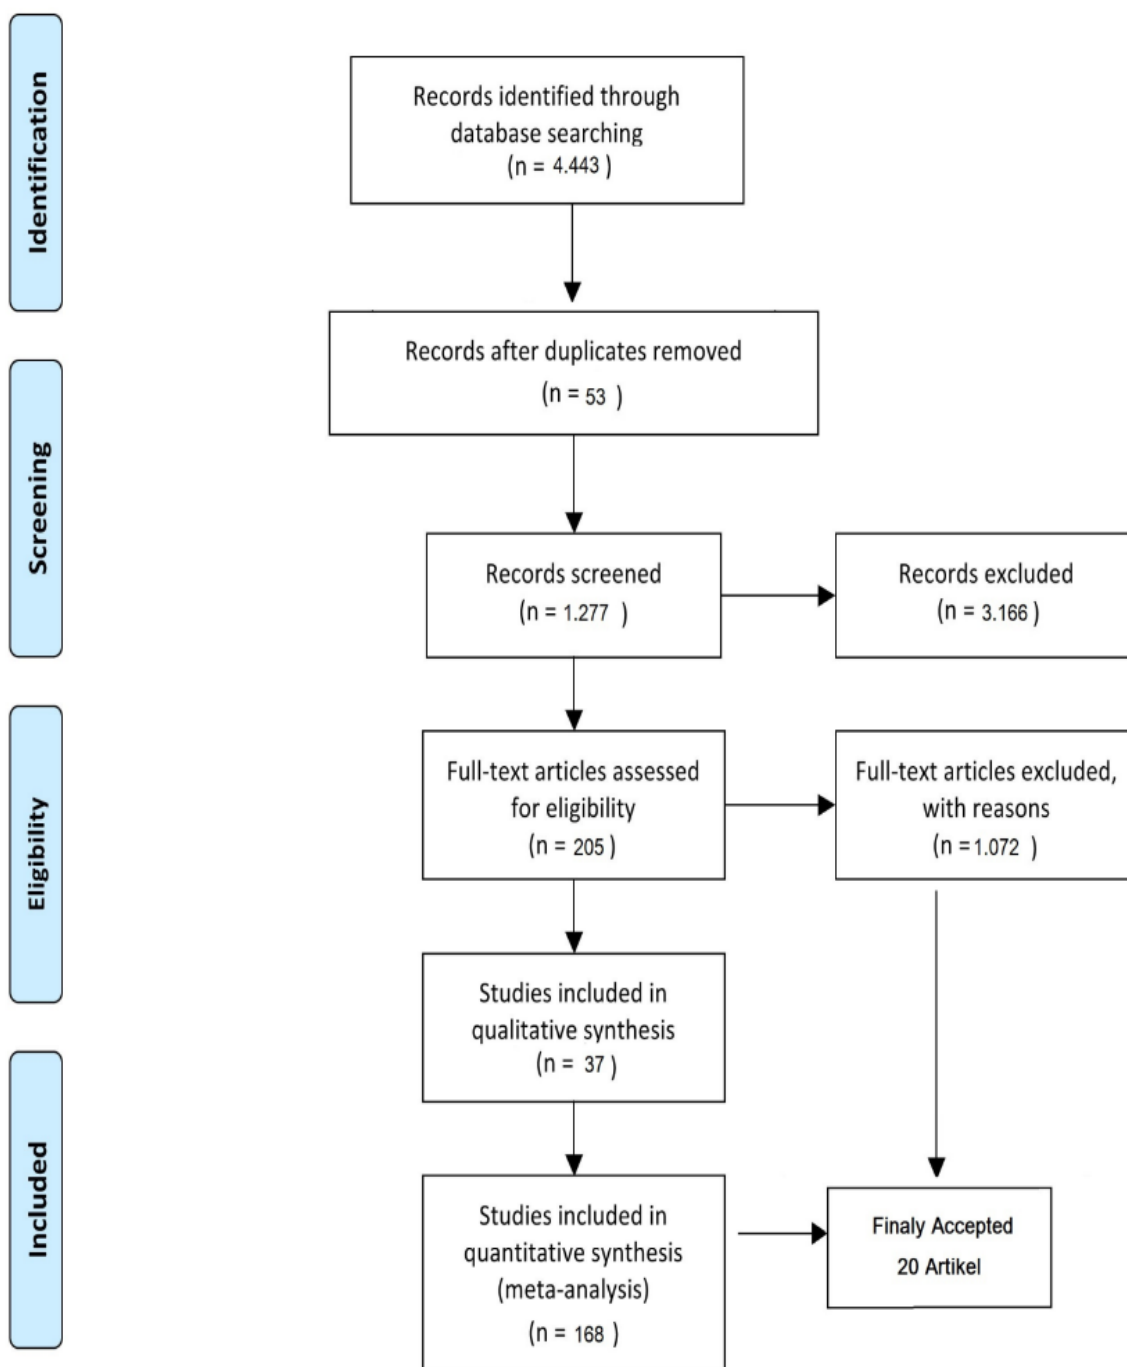 Identification
Records identified through
database searching
(n = 4.443 )
Records after duplicates removed
(n = 53 )
Screening
Records screened
(n = 1.277 )
Records excluded
(n = 3.166 )
Eligibility
Full-text articles assessed
for eligibility
(n = 205 )
Full-text articles excluded,
with reasons
(n =1.072 )
Studies included in
qualitative synthesis
(n = 37 )
Included
Studies included in
quantitative synthesis
(meta-analysis)
(n = 168 )
Finaly Accepted
20 Artikel